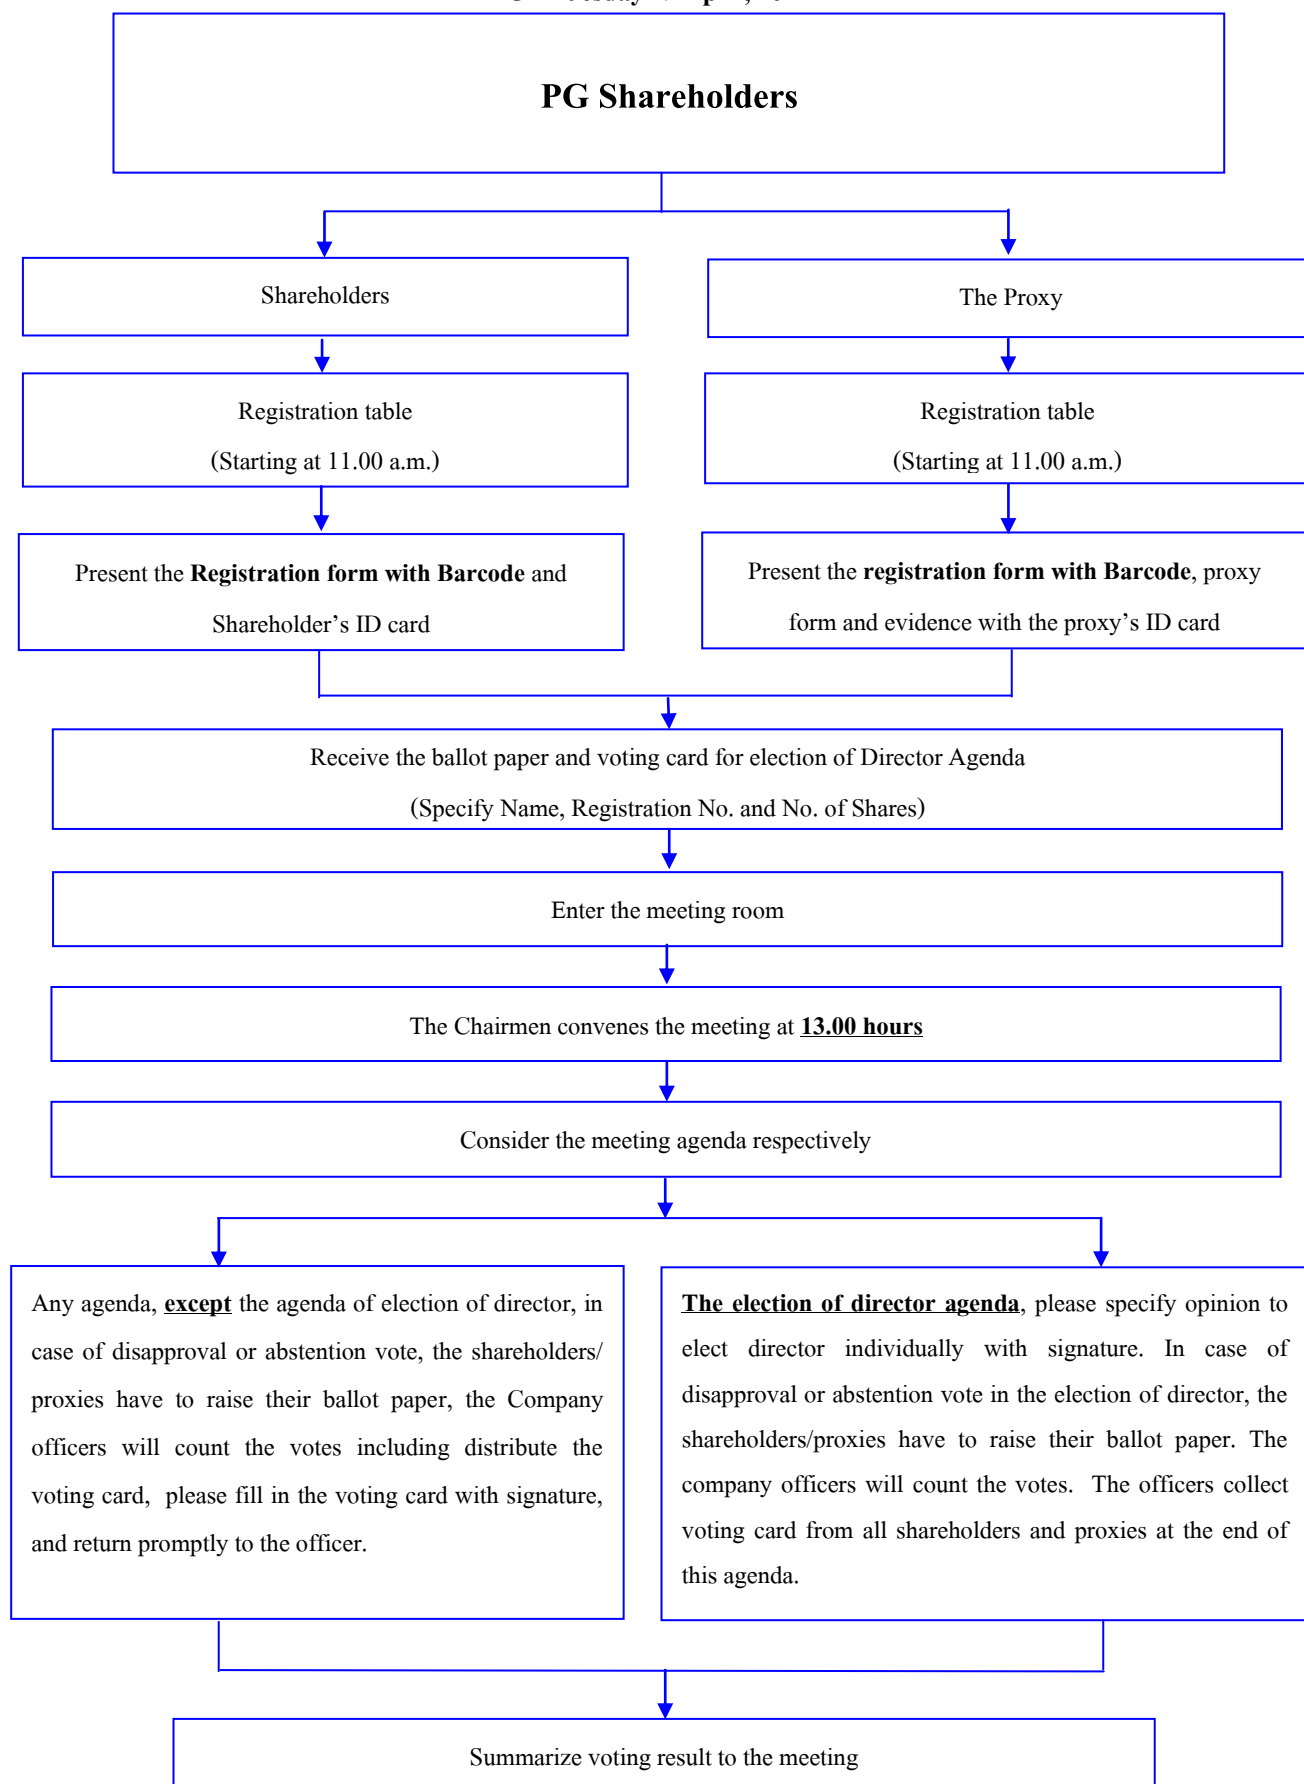 PG Shareholders
Shareholders
The Proxy
Registration table
(Starting at 11.00 a.m.)
Registration table
(Starting at 11.00 a.m.)
Present the Registration form with Barcode and
Shareholder’s ID card
Present the registration form with Barcode, proxy
form and evidence with the proxy’s ID card
Receive the ballot paper and voting card for election of Director Agenda
(Specify Name, Registration No. and No. of Shares)
Enter the meeting room
The Chairmen convenes the meeting at 13.00 hours
Consider the meeting agenda respectively
Any agenda, except the agenda of election of director, in
case of disapproval or abstention vote, the shareholders/
proxies have to raise their ballot paper, the Company
officers will count the votes including distribute the
voting card, please fill in the voting card with signature,
and return promptly to the officer.
The election of director agenda, please specify opinion to
elect director individually with signature. In case of
disapproval or abstention vote in the election of director, the
shareholders/proxies have to raise their ballot paper. The
company officers will count the votes. The officers collect
voting card from all shareholders and proxies at the end of
this agenda.
Summarize voting result to the meeting